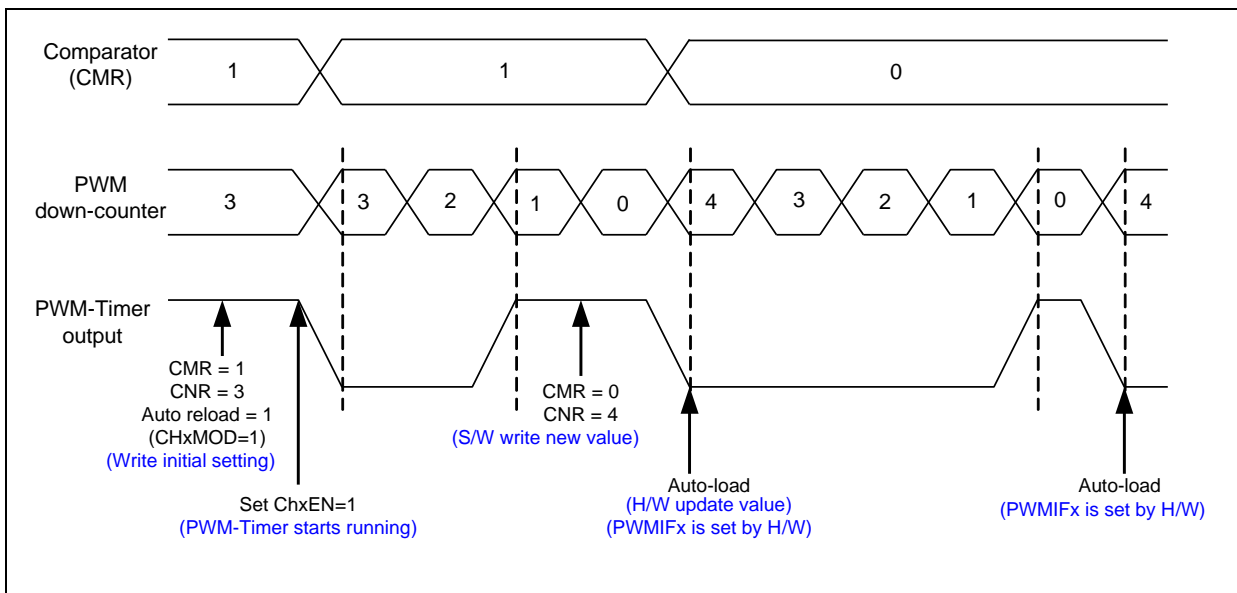 Comparator
(CMR)
1
1
0
PWM
down-counter
3
3
2
1
0
4
3
2
1
0
4
PWM-Timer
output
CMR = 1
CNR = 3
Auto reload = 1
(CHxMOD=1)
(Write initial setting)
Set ChxEN=1
(PWM-Timer starts running)
CMR = 0
CNR = 4
(S/W write new value)
Auto-load
(H/W update value)
(PWMIFx is set by H/W)
Auto-load
(PWMIFx is set by H/W)